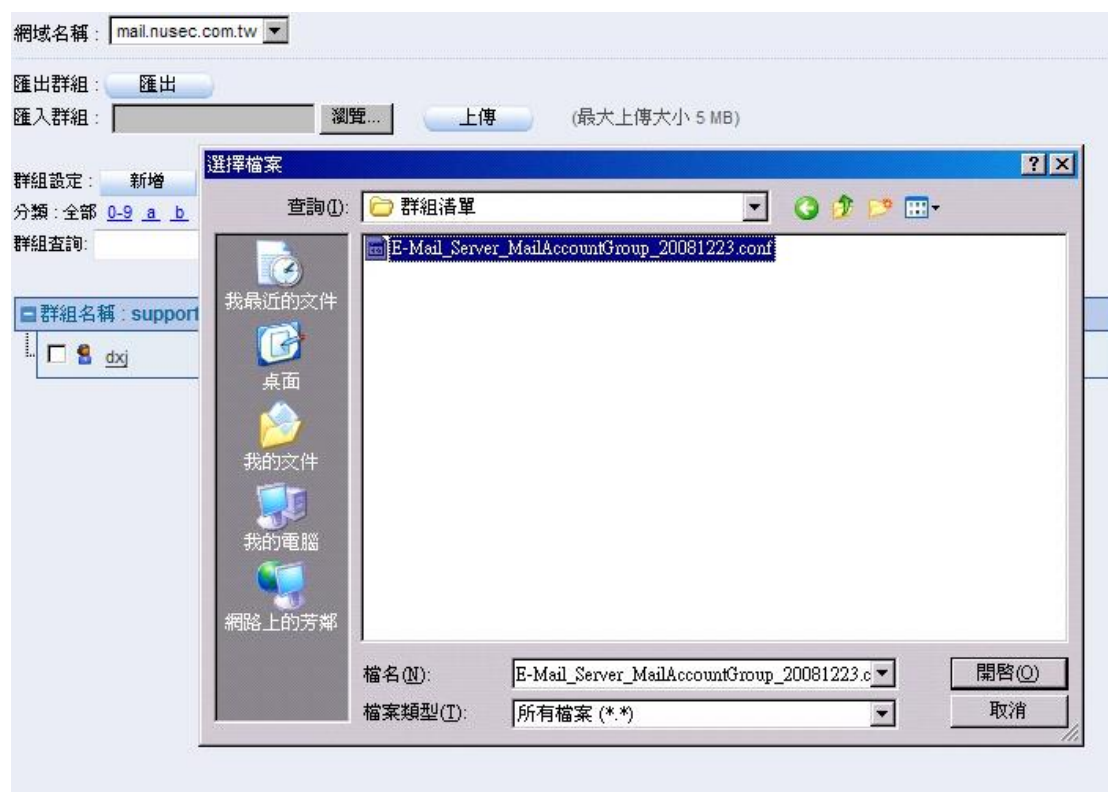 網域名稱 : mail.nusec.com.tw
匯出群組 : 匯出
匯入群組 : 瀏覽... 上傳 (最大上傳大小 5 MB)
群組設定 : 新增
分類 : 全部 0-9 a b
群組查詢:
群組名稱 : support
dxj
選擇檔案
查詢(I): 群組清單
E-Mail_Server_MailAccountGroup_20081223.conf
我最近的文件
桌面
我的文件
我的電腦
網路上的芳鄰
檔名(N): E-Mail_Server_MailAccountGroup_20081223.c
開啓(O)
檔案類型(T): 所有檔案 (*.*)
取消